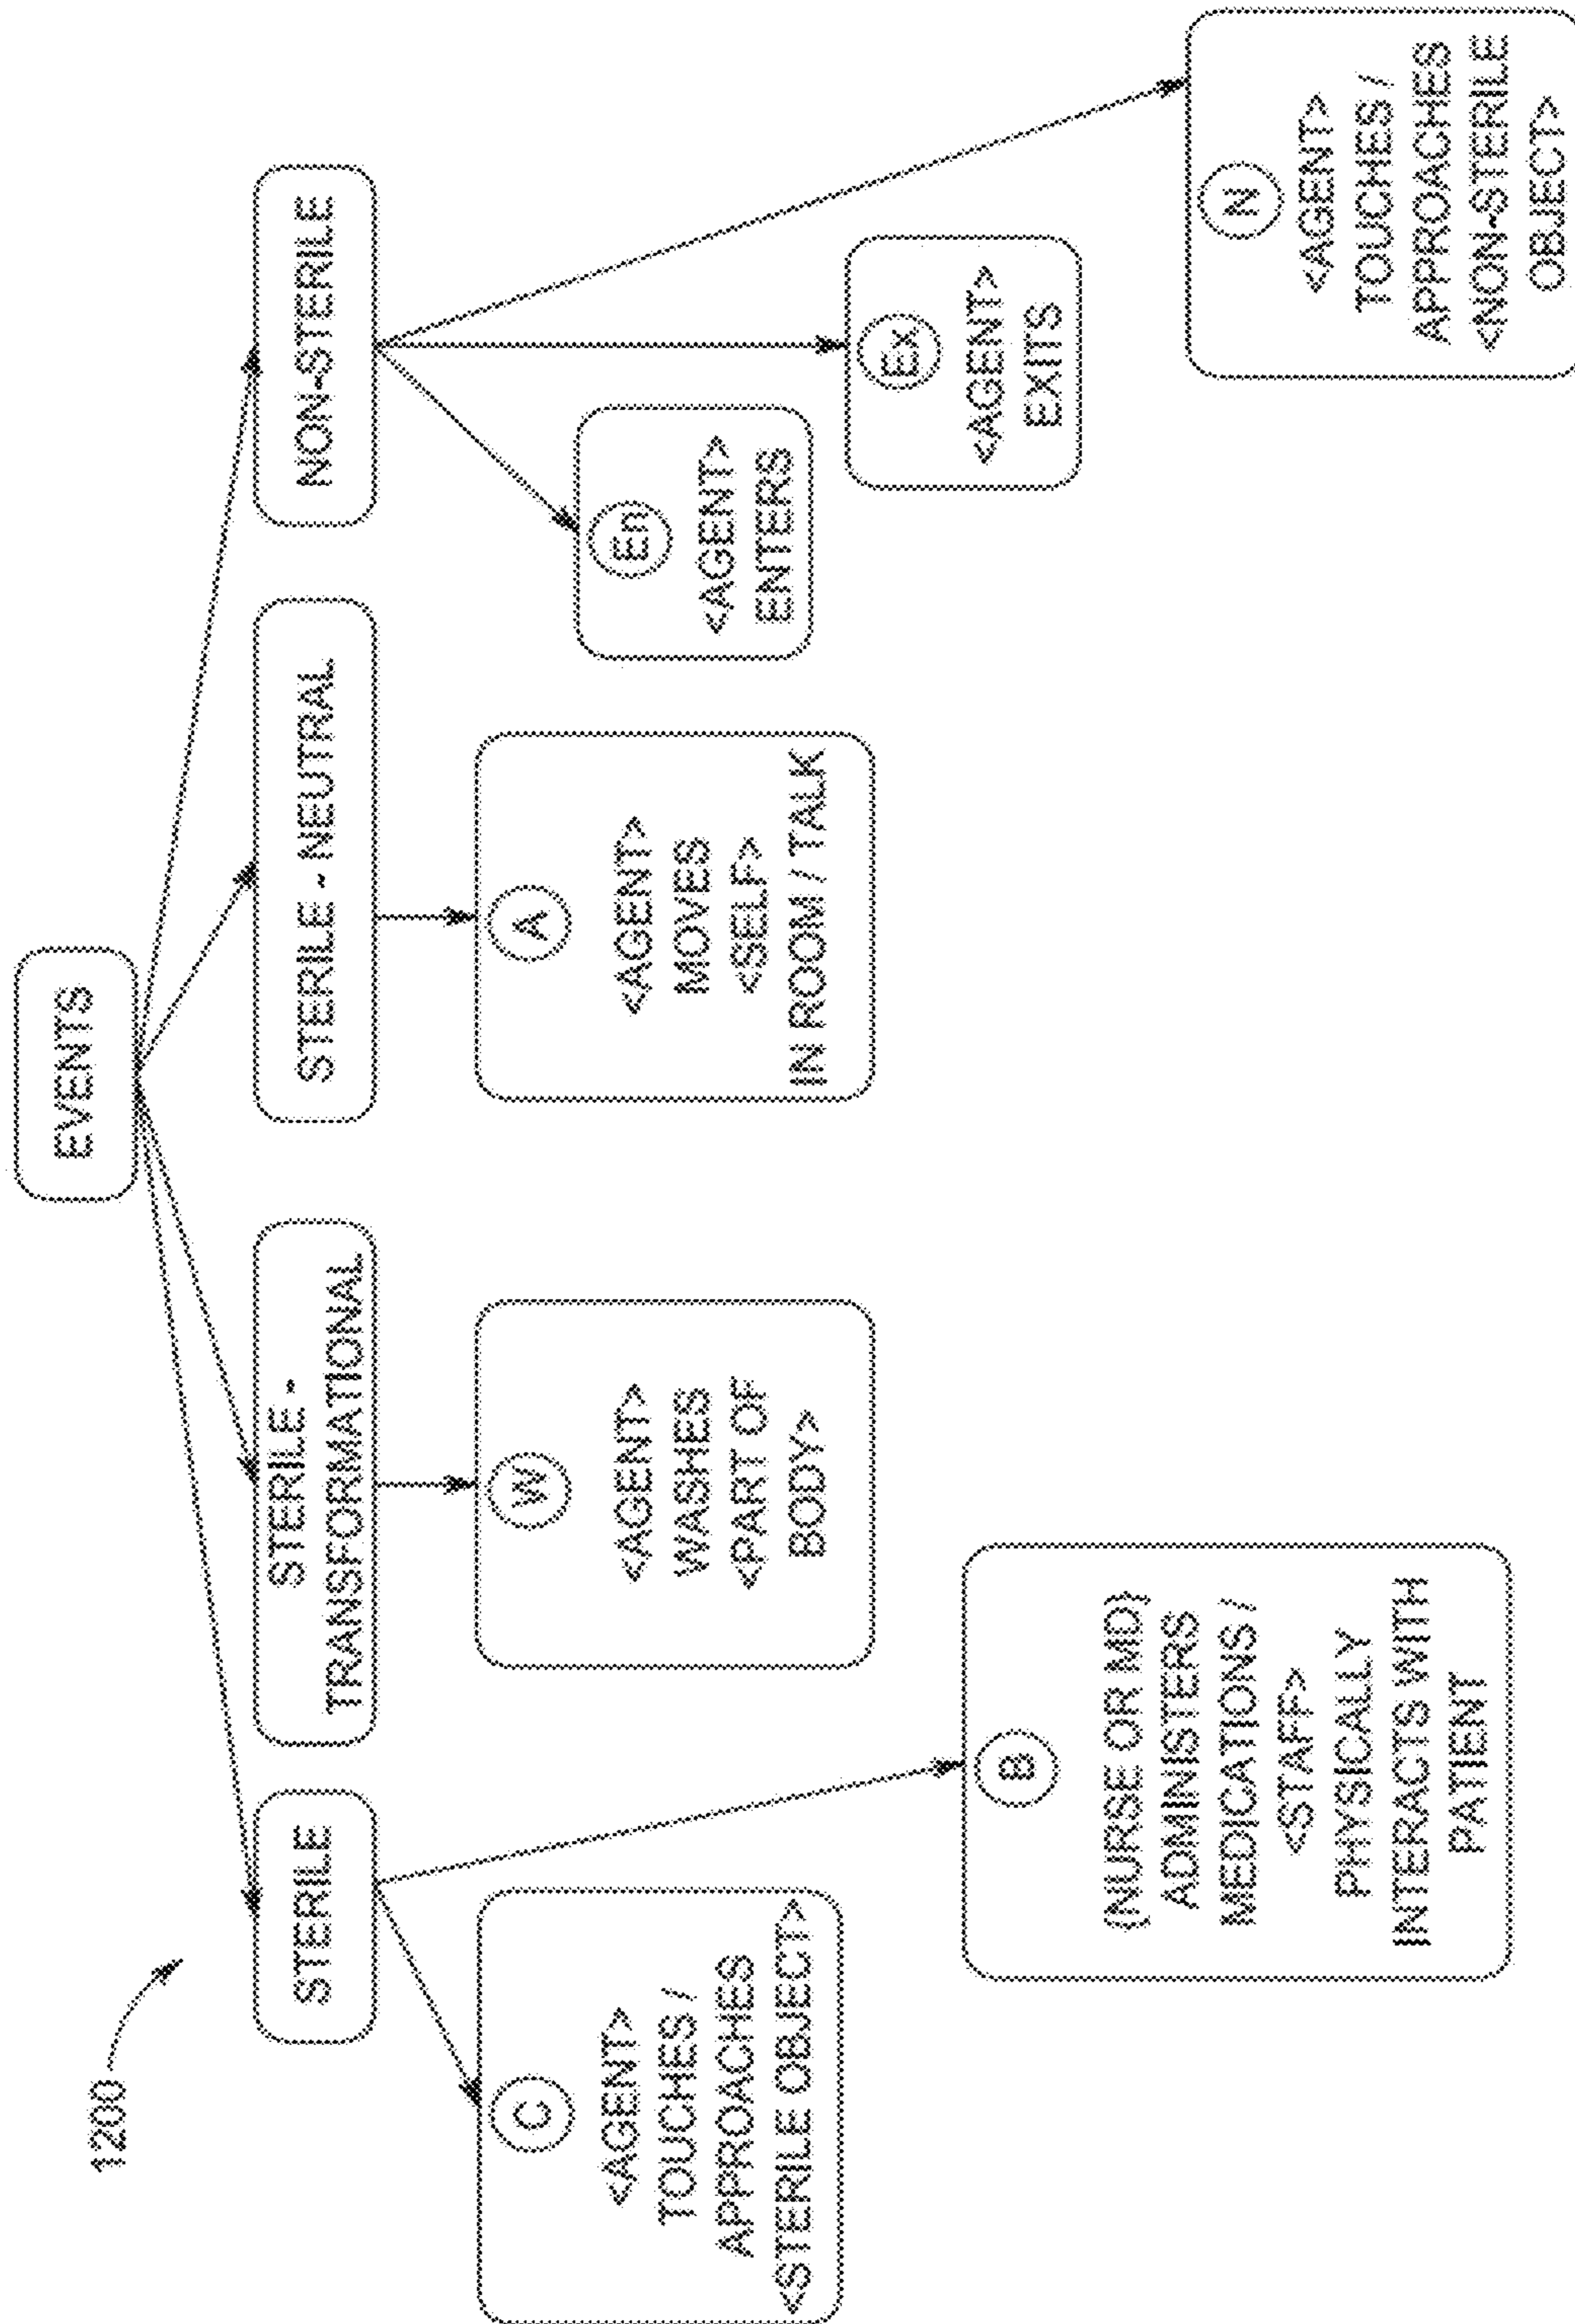 1200
EVENTS
STERILE
STERILE -
TRANSFORMATIONAL
STERILE - NEUTRAL
NON-STERILE
C
<AGENT>
TOUCHES /
APPROACHES
<STERILE OBJECT>
B
(NURSE OR MD)
ADMINISTERS
MEDICATIONS /
<STAFF>
PHYSICALLY
INTERACTS WITH
PATIENT
W
<AGENT>
WASHES
<PART OF
BODY>
A
<AGENT>
MOVES
<SELF>
IN ROOM / TALK
En
<AGENT>
ENTERS
Ex
<AGENT>
EXITS
N
<AGENT>
TOUCHES /
APPROACHES
<NON-STERILE
OBJECT>